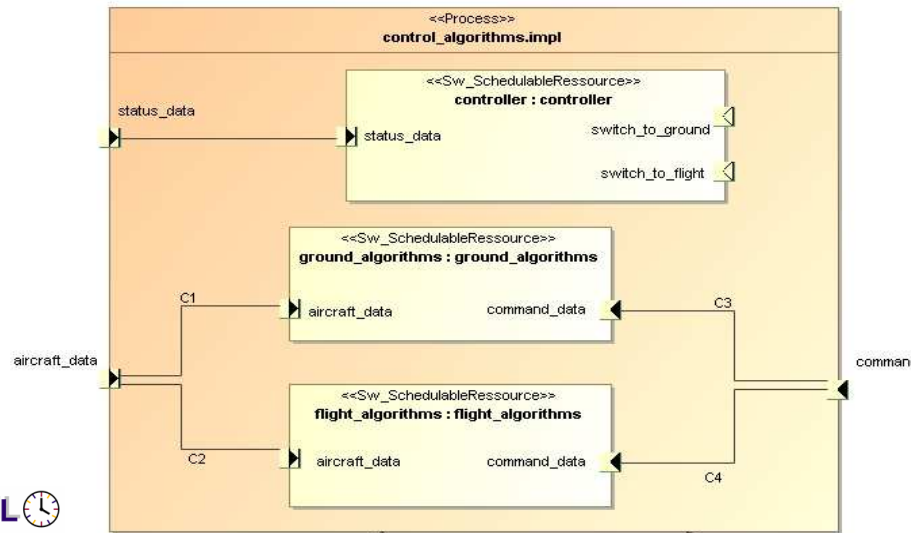 <<Process>>
control_algorithms.impl
<<Sw_SchedulableRessource>>
controller : controller
status_data
status_data
switch_to_ground
switch_to_flight
<<Sw_SchedulableRessource>>
ground_algorithms : ground_algorithms
C1
aircraft_data
command_data
C3
aircraft_data
comman
<<Sw_SchedulableRessource>>
flight_algorithms : flight_algorithms
C2
aircraft_data
command_data
C4
L